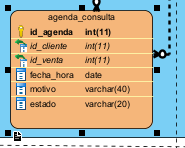 agenda_consulta
id_agenda int(11)
id_cliente int(11)
id_venta int(11)
fecha_hora date
motivo varchar(40)
estado varchar(20)